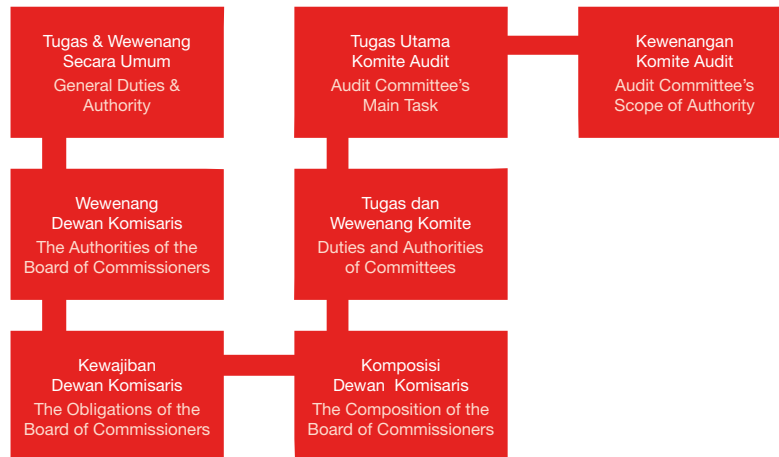 Tugas & Wewenang
Secara Umum
General Duties &
Authority
Tugas Utama
Komite Audit
Audit Committee's
Main Task
Kewenangan
Komite Audit
Audit Committee's
Scope of Authority
Wewenang
Dewan Komisaris
The Authorities of the
Board of Commissioners
Tugas dan
Wewenang Komite
Duties and Authorities
of Committees
Kewajiban
Dewan Komisaris
The Obligations of the
Board of Commissioners
Komposisi
Dewan Komisaris
The Composition of the
Board of Commissioners